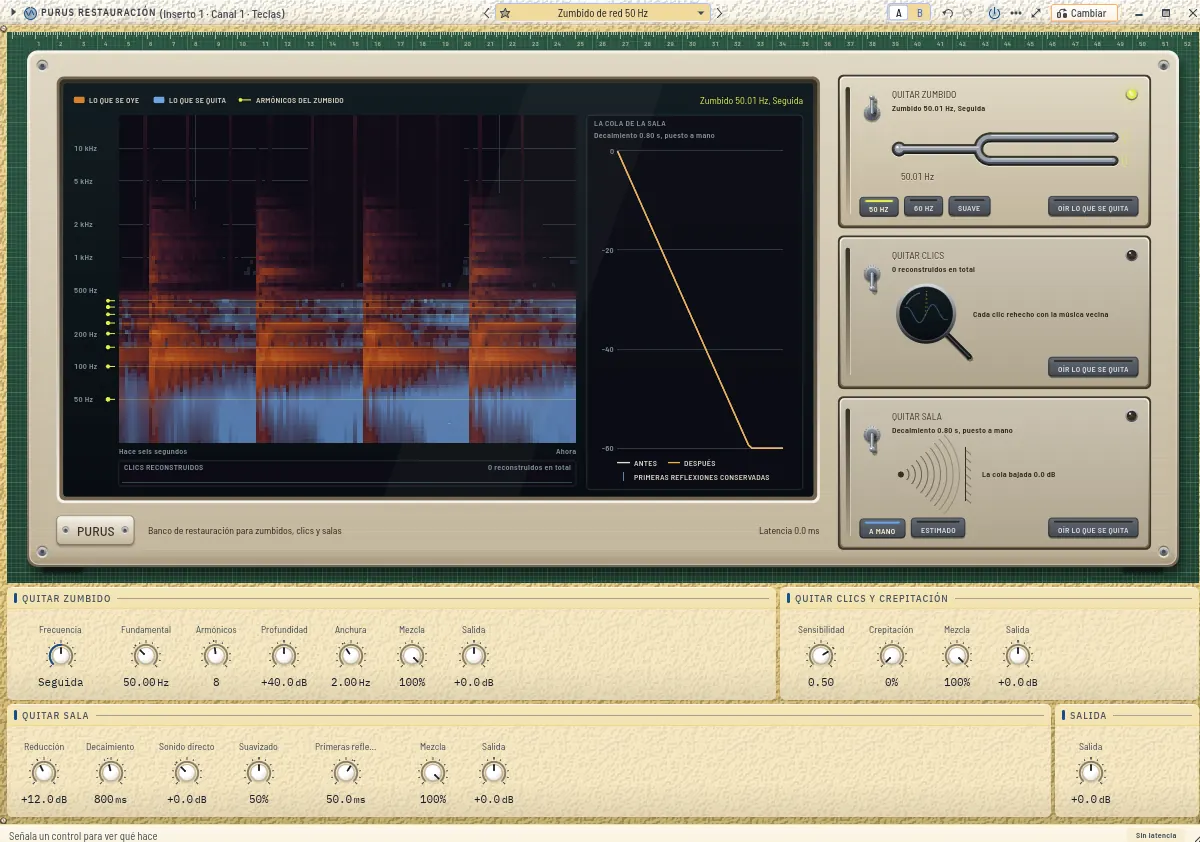 PURUS RESTAURACIÓN (Inserto 1 · Canal 1 · Teclas)
Zumbido de red 50 Hz
A B
Cambiar
1 2 3 4 5 6 7 8 9 10 11 12 13 14 15 16 17 18 19 20 21 22 23 24 25 26 27 28 29 30 31 32 33 34 35 36 37 38 39 40 41 42 43 44 45 46 47 48 49 50 51 52
LO QUE SE OYE
LO QUE SE QUITA
ARMÓNICOS DEL ZUMBIDO
Zumbido 50.01 Hz, Seguida
10 kHz
5 kHz
2 kHz
1 kHz
500 Hz
200 Hz
100 Hz
50 Hz
Hace seis segundos
Ahora
CLICS RECONSTRUIDOS
0 reconstruidos en total
LA COLA DE LA SALA
Decaimiento 0.80 s, puesto a mano
0
-20
-40
-60
ANTES
DESPUÉS
PRIMERAS REFLEXIONES CONSERVADAS
PURUS
Banco de restauración para zumbidos, clics y salas
Latencia 0.0 ms
QUITAR ZUMBIDO
Zumbido 50.01 Hz, Seguida
50.01 Hz
50 HZ
60 HZ
SUAVE
OÍR LO QUE SE QUITA
QUITAR CLICS
0 reconstruidos en total
Cada clic rehecho con la música vecina
OÍR LO QUE SE QUITA
QUITAR SALA
Decaimiento 0.80 s, puesto a mano
La cola bajada 0.0 dB
A MANO
ESTIMADO
OÍR LO QUE SE QUITA
QUITAR ZUMBIDO
Frecuencia
Fundamental
Armónicos
Profundidad
Anchura
Mezcla
Salida
Seguida
50.00 Hz
8
+40.0 dB
2.00 Hz
100%
+0.0 dB
QUITAR CLICS Y CREPITACIÓN
Sensibilidad
Crepitación
Mezcla
Salida
0.50
0%
100%
+0.0 dB
QUITAR SALA
Reducción
Decaimiento
Sonido directo
Suavizado
Primeras refle...
Mezcla
Salida
+12.0 dB
800 ms
+0.0 dB
50%
50.0 ms
100%
+0.0 dB
SALIDA
Salida
+0.0 dB
Señala un control para ver qué hace
Sin latencia